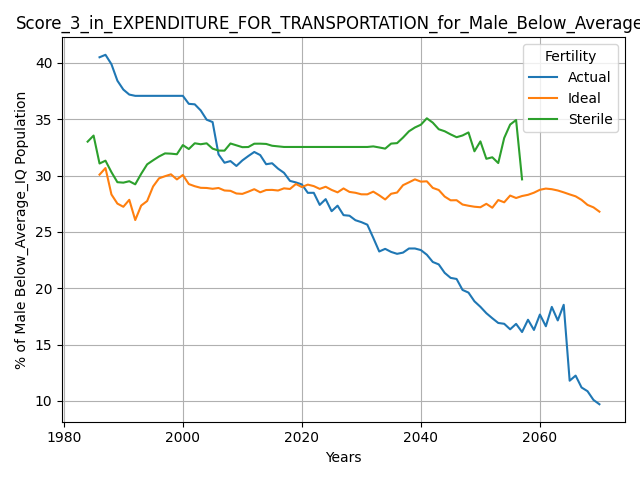 Score_3_in_EXPENDITURE_FOR_TRANSPORTATION_for_Male_Below_Average
Fertility
Actual
Ideal
Sterile
% of Male Below_Average_IQ Population
40
35
30
25
20
15
10
1980 2000 2020 2040 2060
Years